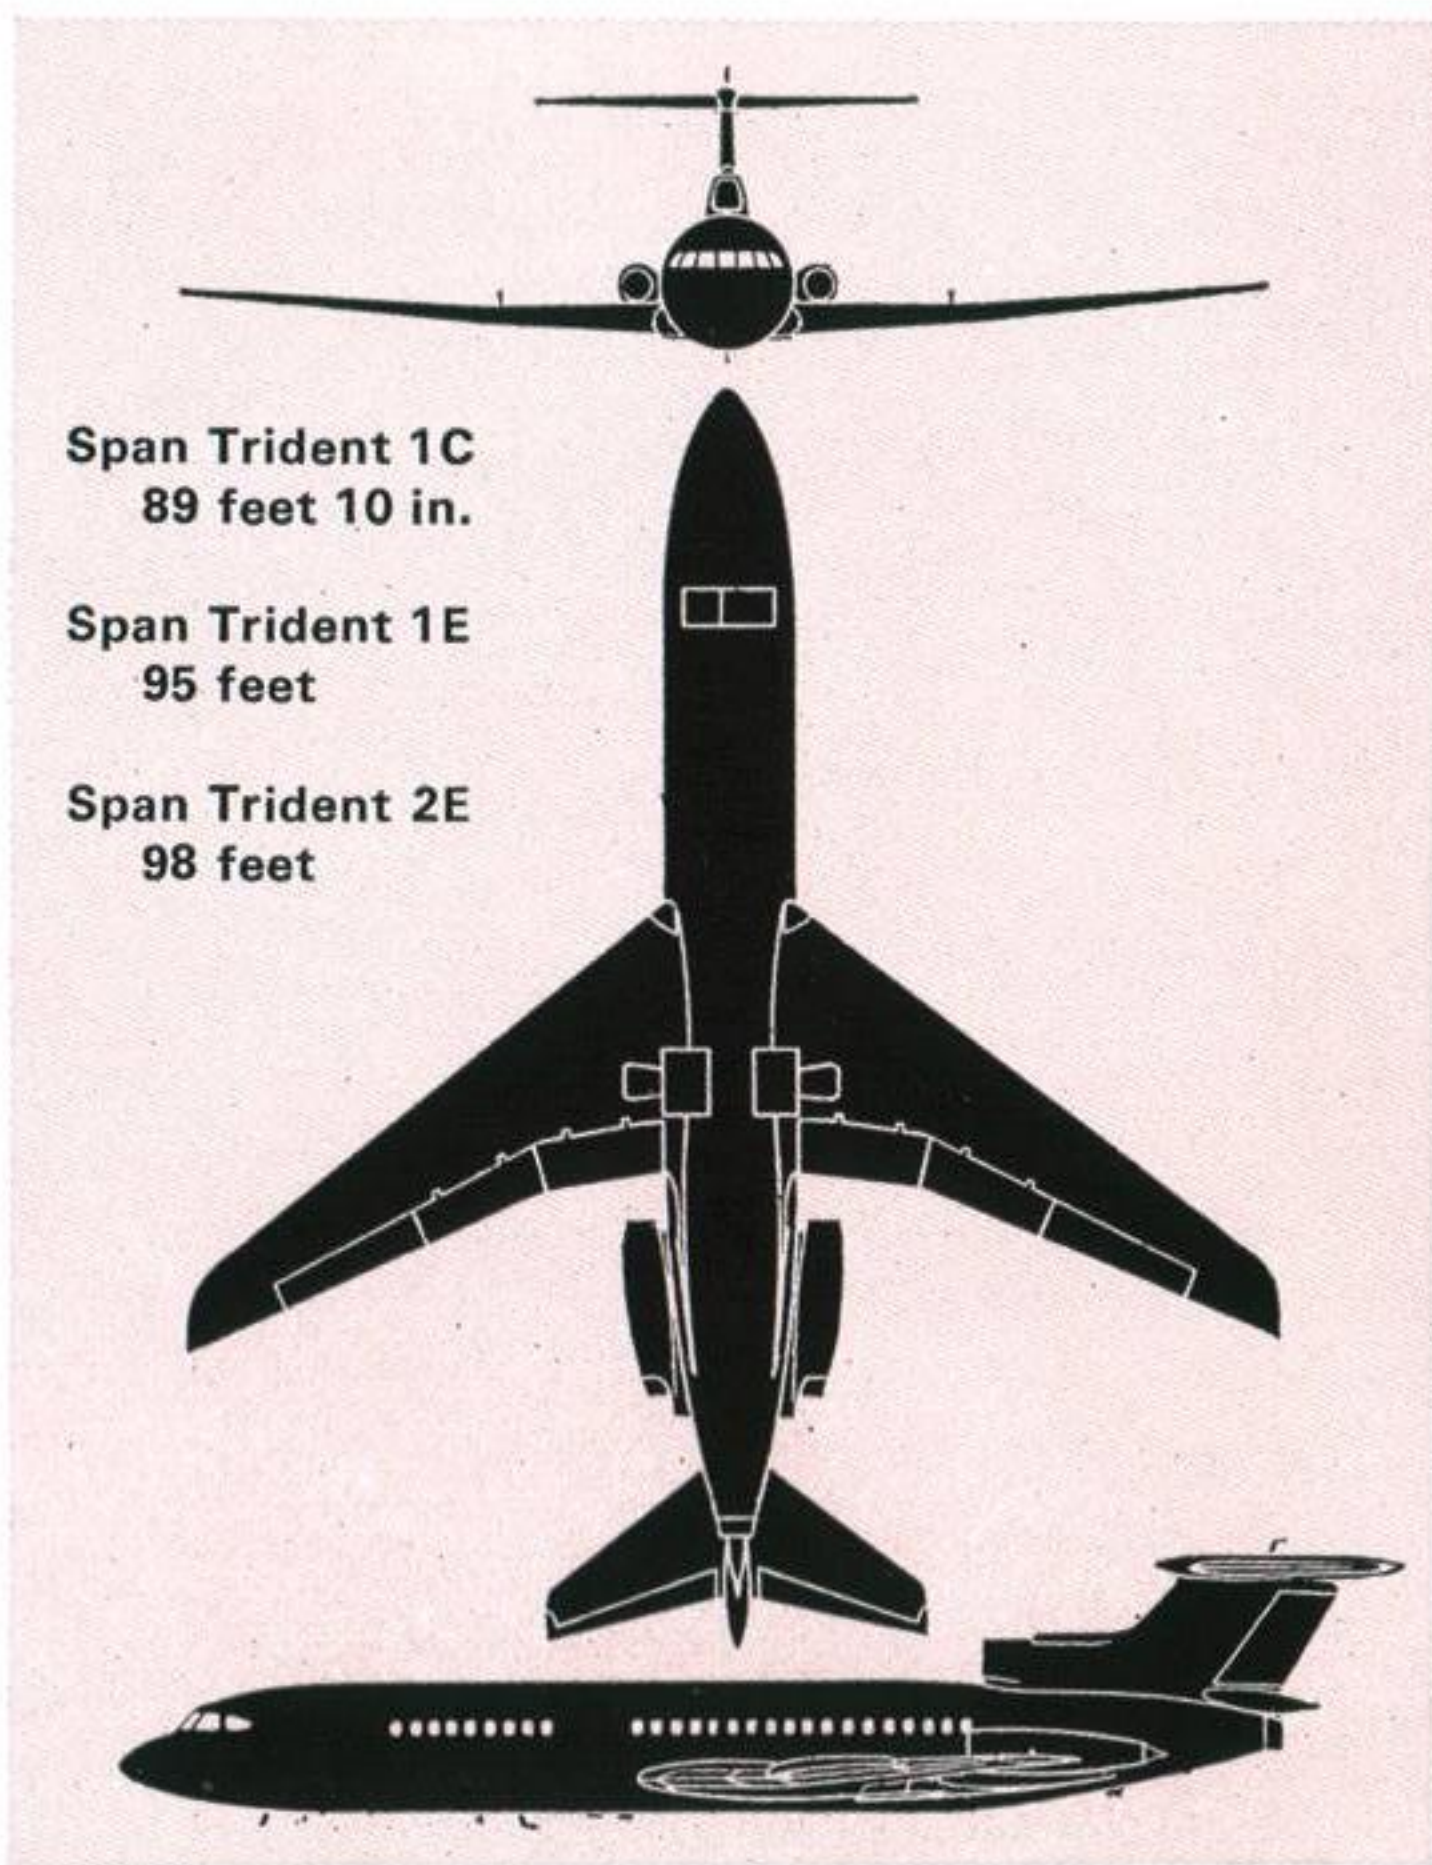 Span Trident 1C
89 feet 10 in.
Span Trident 1E
95 feet
Span Trident 2E
98 feet